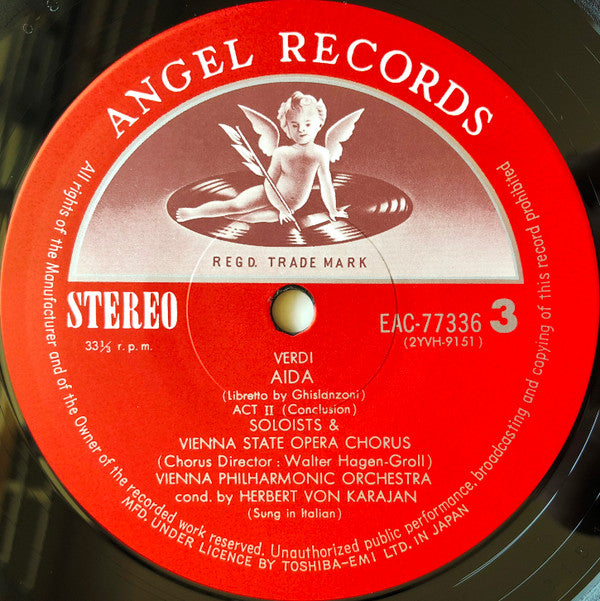 ANGEL RECORDS
REGD. TRADE MARK
STEREO
33⅓ r.p.m.
EAC-77336 3
(2YVH-9151)
VERDI
AIDA
(Libretto by Ghislanzoni)
ACT II (Conclusion)
SOLOISTS &
VIENNA STATE OPERA CHORUS
(Chorus Director : Walter Hagen-Groll)
VIENNA PHILHARMONIC ORCHESTRA
cond. by HERBERT VON KARAJAN
(Sung in Italian)
All rights of the Manufacturer and of the Owner of the recorded work reserved. Unauthorized public performance, broadcasting and copying of this record prohibited
MFD. UNDER LICENCE BY TOSHIBA-EMI LTD. IN JAPAN